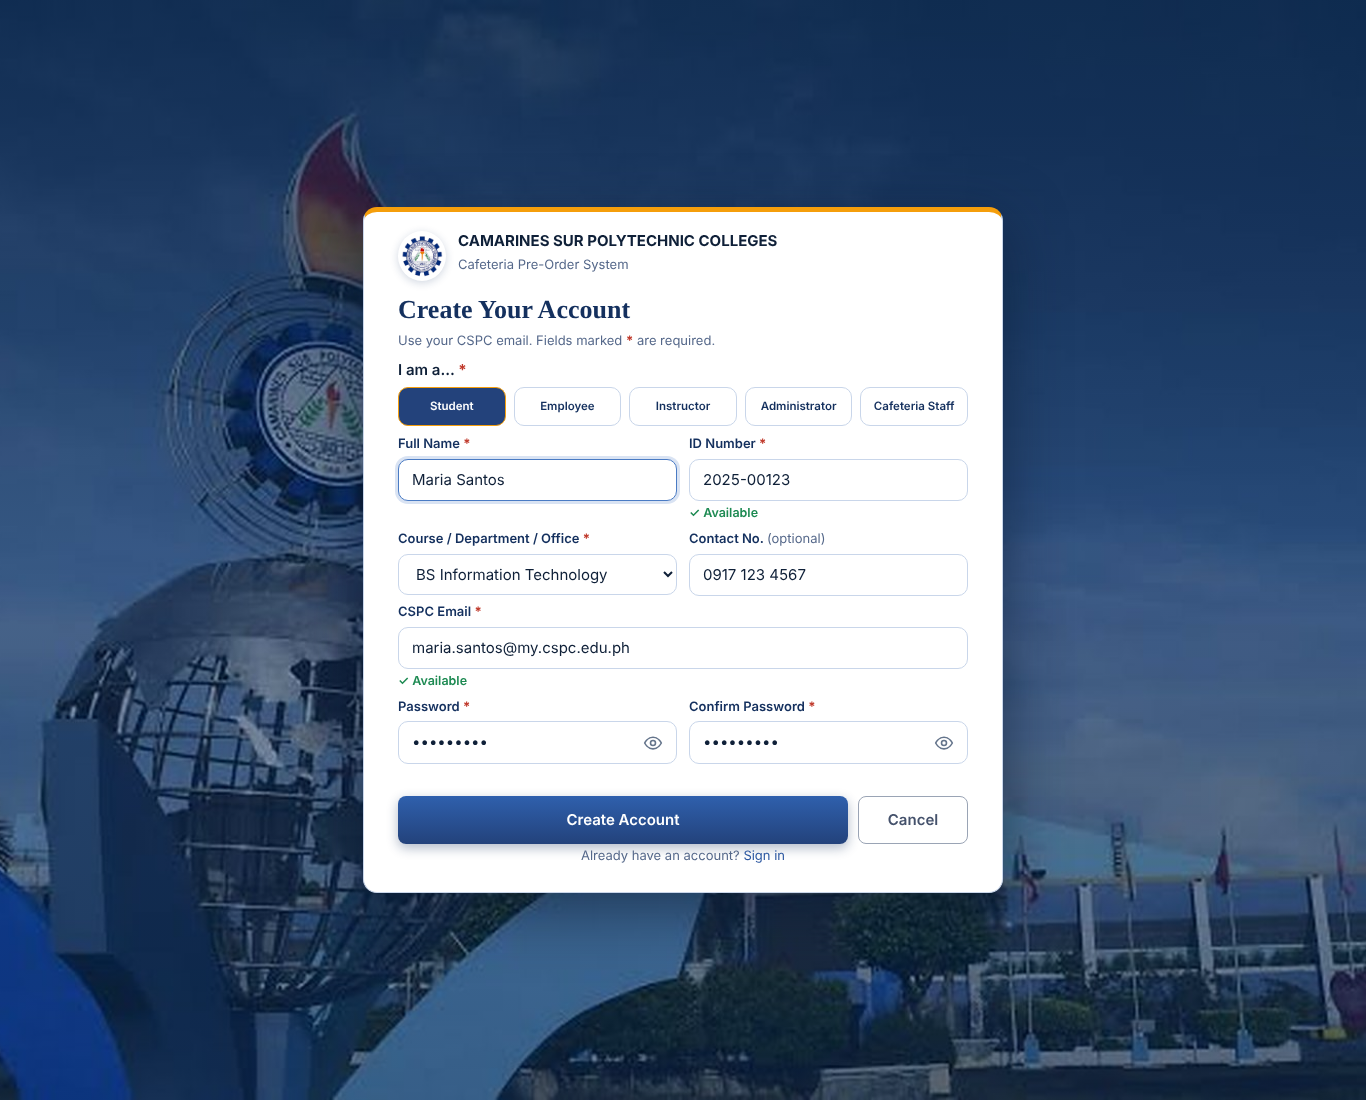 CAMARINES SUR POLYTECHNIC COLLEGES
Cafeteria Pre-Order System
Create Your Account
Use your CSPC email. Fields marked * are required.
I am a... *
Student Employee Instructor Administrator Cafeteria Staff
Full Name * ID Number *
Maria Santos 2025-00123
✓ Available
Course / Department / Office * Contact No. (optional)
BS Information Technology 0917 123 4567
CSPC Email *
maria.santos@my.cspc.edu.ph
✓ Available
Password * Confirm Password *
••••••••• •••••••••
Create Account Cancel
Already have an account? Sign in